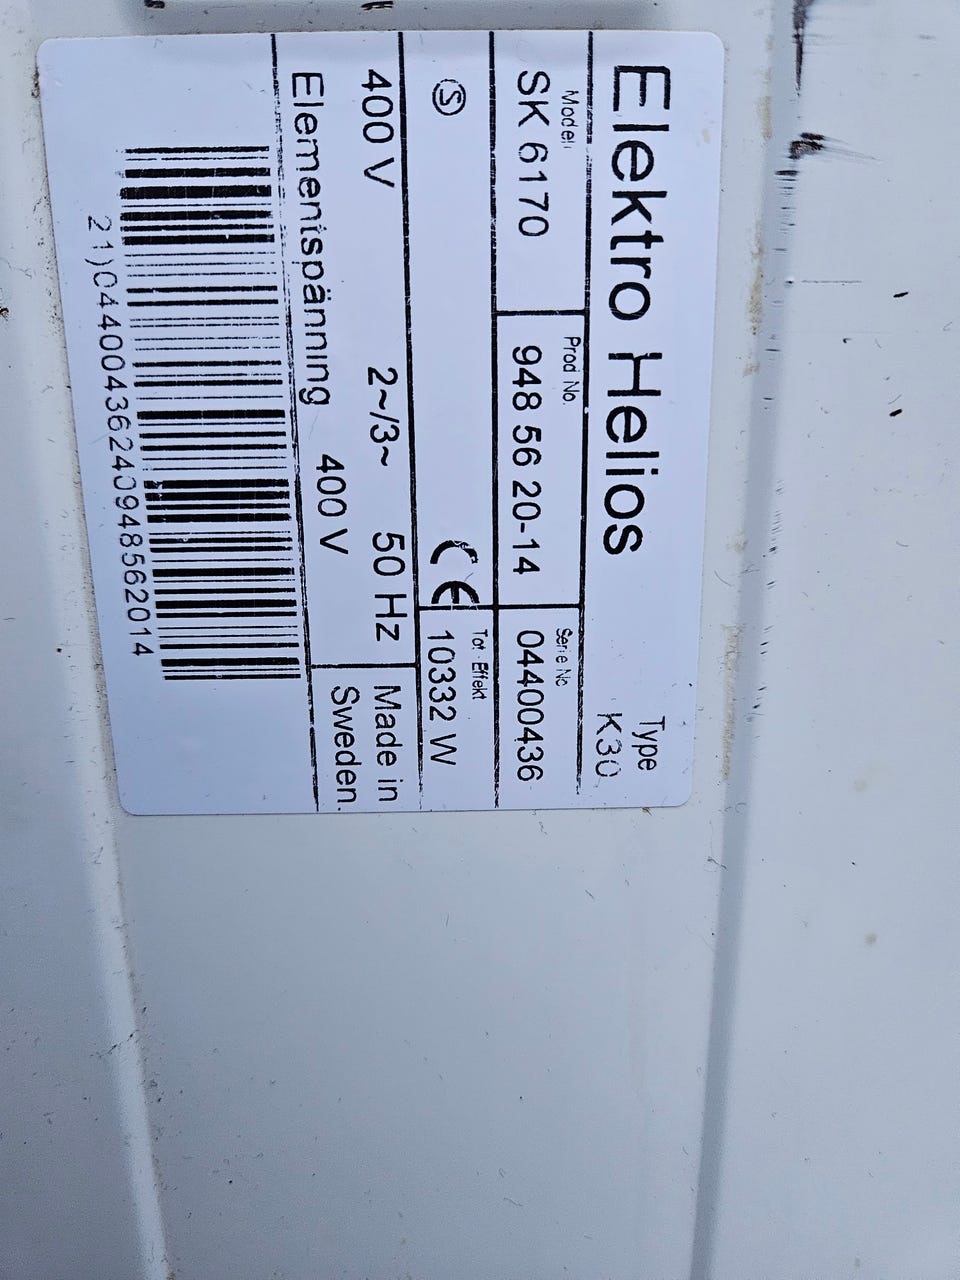 Elektro Helios
Type
K30
Modell
SK 6170
Prod No.
948 56 20-14
Serie No
04400436
Ⓢ
CE
Tot. Effekt
10332 W
400 V 2~/3~ 50 Hz
Elementspänning 400 V
Made in
Sweden.
21)04400436240948562014